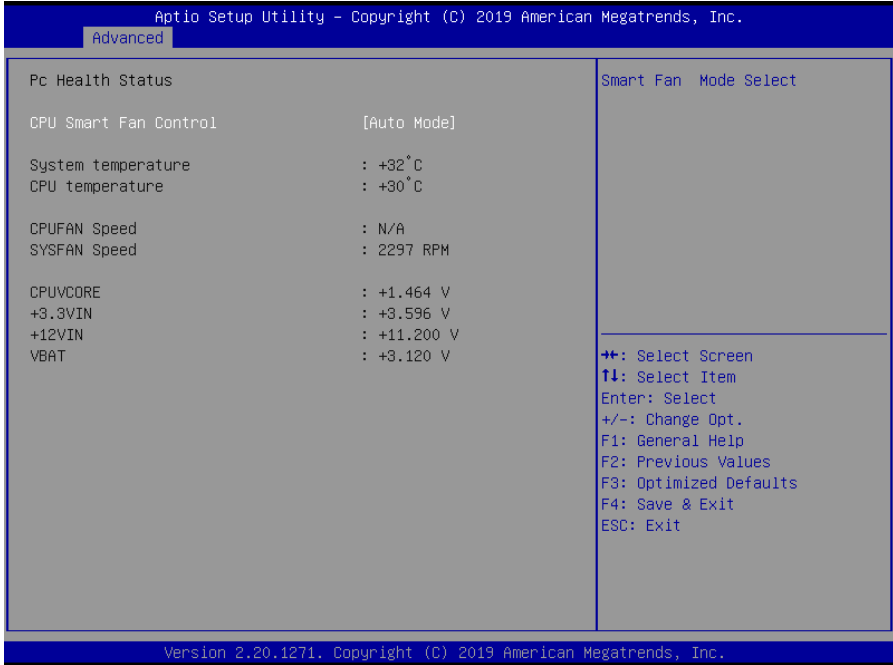 Aptio Setup Utility – Copyright (C) 2019 American Megatrends, Inc.
Advanced
Pc Health Status
CPU Smart Fan Control [Auto Mode]
System temperature : +32°C
CPU temperature : +30°C
CPUFAN Speed : N/A
SYSFAN Speed : 2297 RPM
CPUVCORE : +1.464 V
+3.3VIN : +3.596 V
+12VIN : +11.200 V
VBAT : +3.120 V
Smart Fan  Mode Select
→←: Select Screen
↑↓: Select Item
Enter: Select
+/-: Change Opt.
F1: General Help
F2: Previous Values
F3: Optimized Defaults
F4: Save & Exit
ESC: Exit
Version 2.20.1271. Copyright (C) 2019 American Megatrends, Inc.